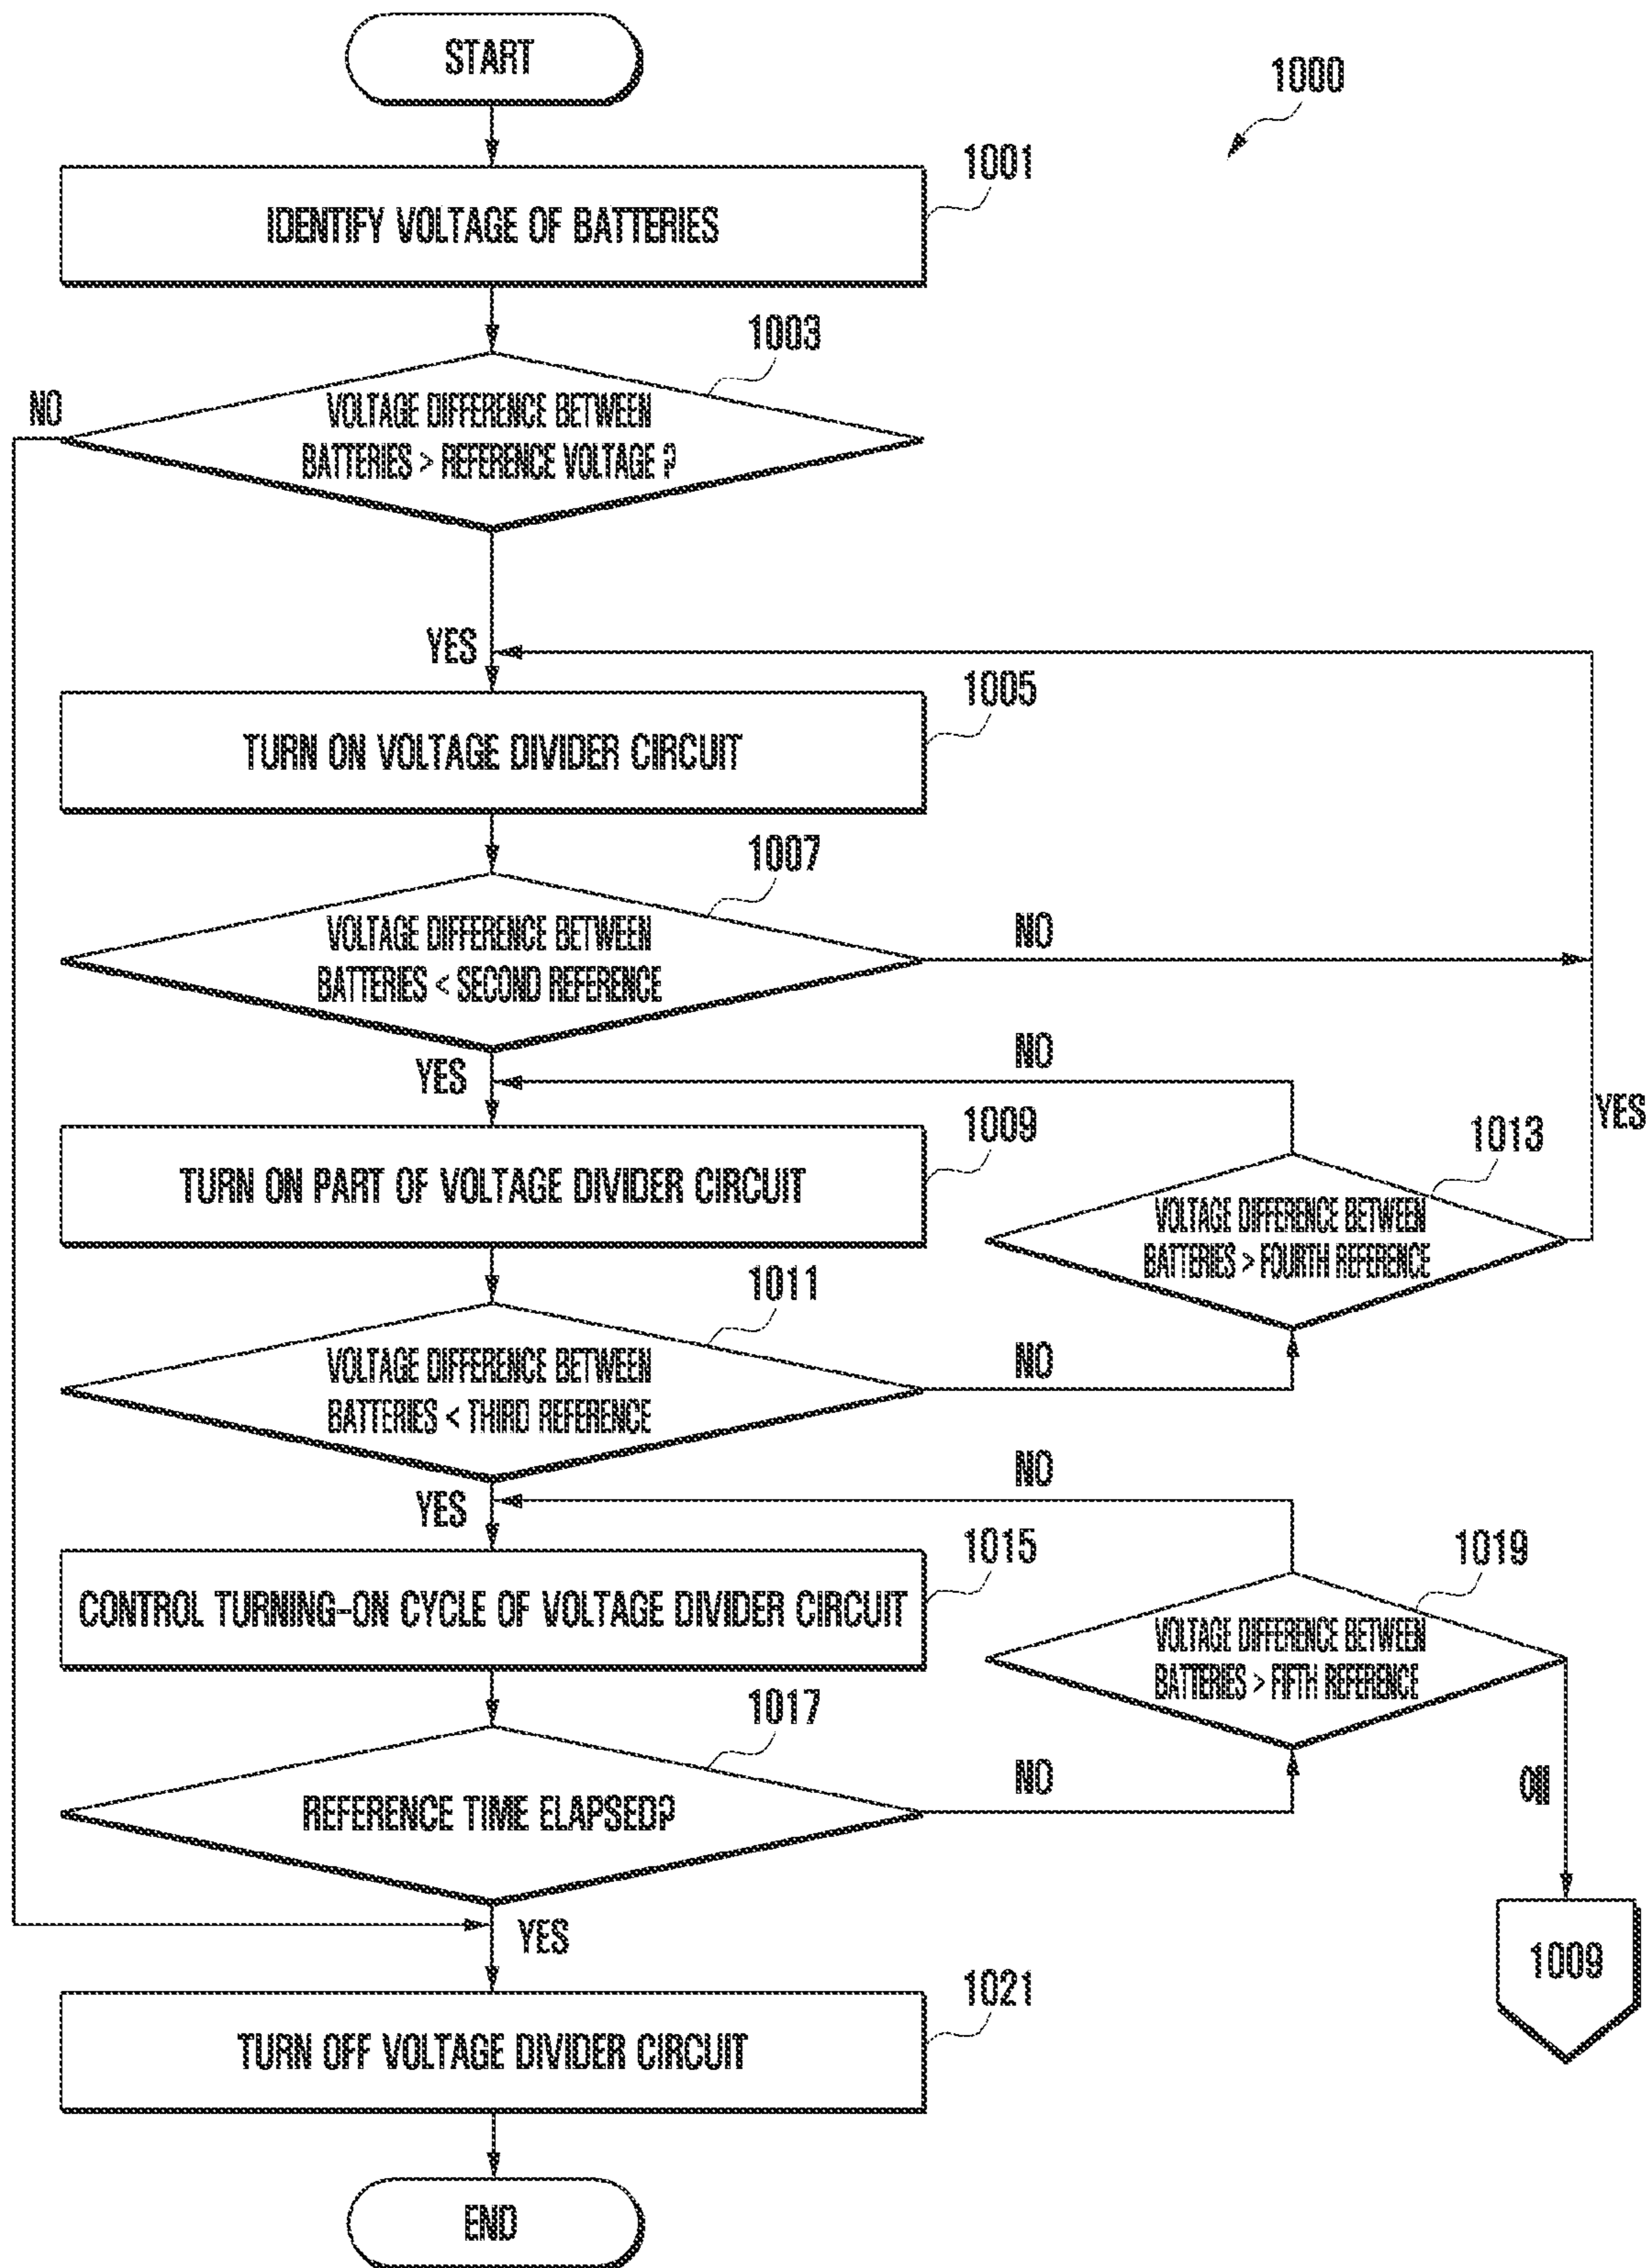 START
1000
1001
IDENTIFY VOLTAGE OF BATTERIES
1003
VOLTAGE DIFFERENCE BETWEEN
BATTERIES > REFERENCE VOLTAGE ?
NO
YES
1005
TURN ON VOLTAGE DIVIDER CIRCUIT
1007
VOLTAGE DIFFERENCE BETWEEN
BATTERIES < SECOND REFERENCE
NO
YES
NO
1009
TURN ON PART OF VOLTAGE DIVIDER CIRCUIT
1013
YES
VOLTAGE DIFFERENCE BETWEEN
BATTERIES > FOURTH REFERENCE
1011
VOLTAGE DIFFERENCE BETWEEN
BATTERIES < THIRD REFERENCE
NO
YES
NO
1015
CONTROL TURNING-ON CYCLE OF VOLTAGE DIVIDER CIRCUIT
1019
VOLTAGE DIFFERENCE BETWEEN
BATTERIES > FIFTH REFERENCE
1017
REFERENCE TIME ELAPSED?
NO
YES
1009
1021
TURN OFF VOLTAGE DIVIDER CIRCUIT
END